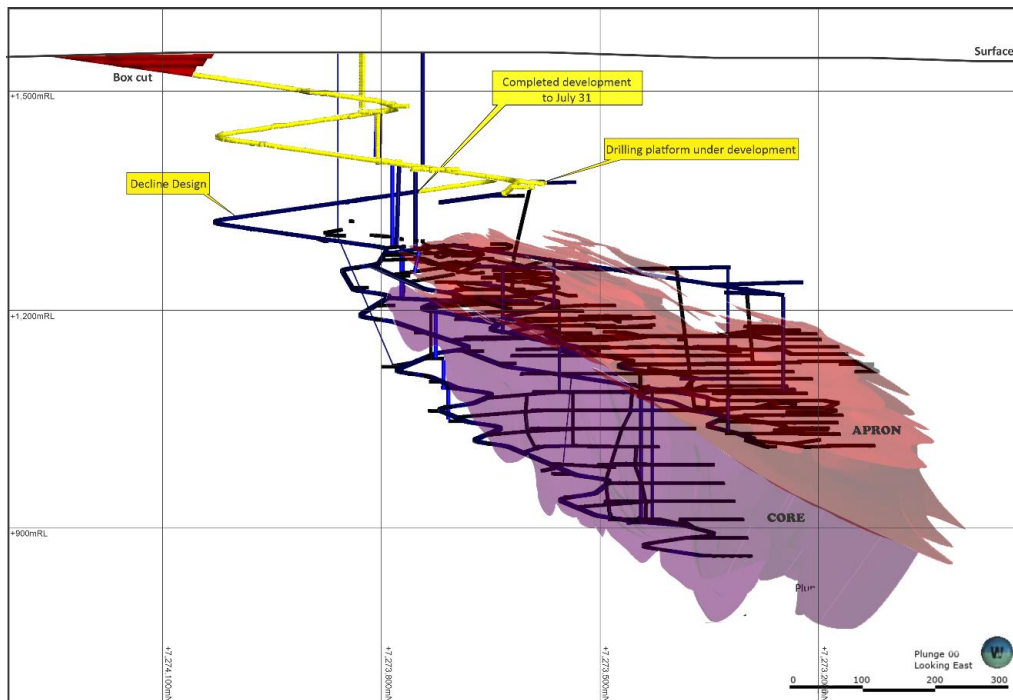 Surface
Box cut
+1,500mRL
Completed development
to July 31
Drilling platform under development
Decline Design
+1,200mRL
APRON
+900mRL
CORE
+7,274,100mN
+7,273,800mN
+7,273,500mN
+7,273,200mN
Plunge 00
Looking East
0 100 200 300